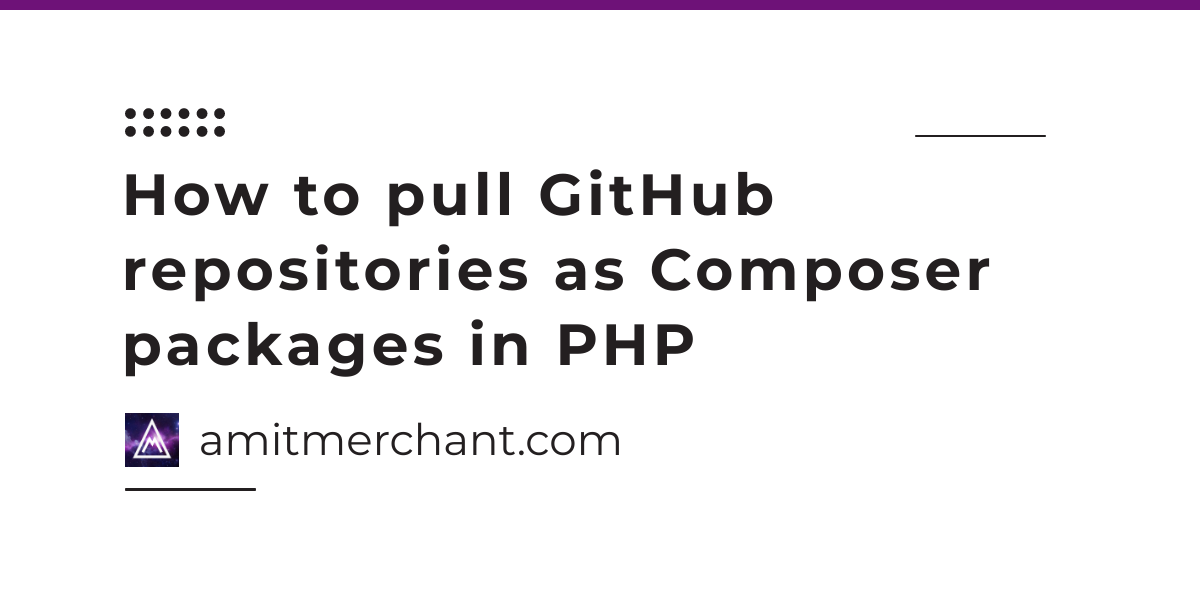 How to pull GitHub
repositories as Composer
packages in PHP
amitmerchant.com